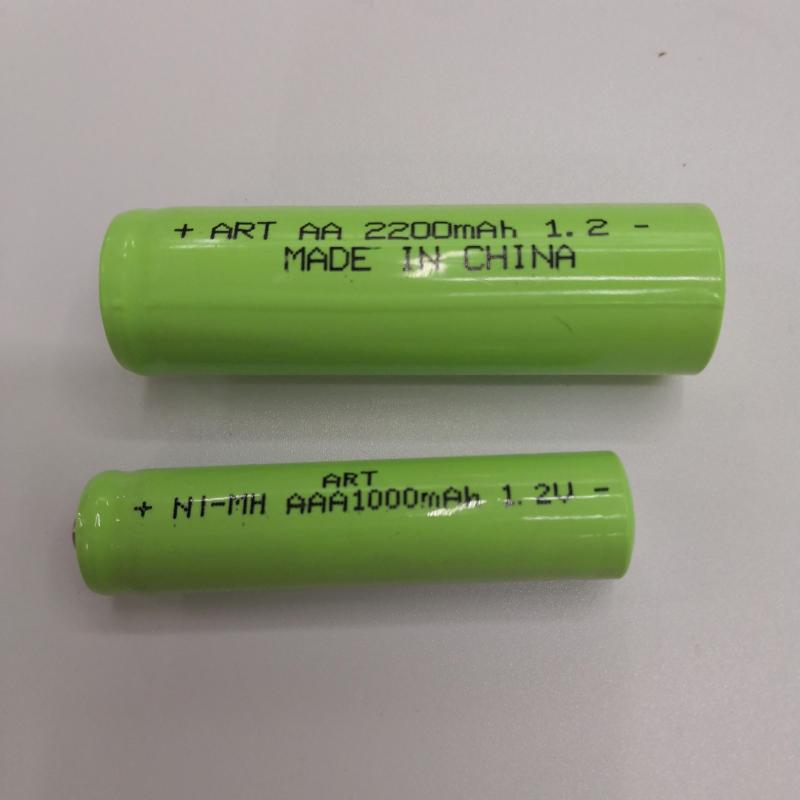 + ART AA 2200mAh 1.2 -
MADE IN CHINA
ART
+ NI-MH AAA1000mAh 1.2V -